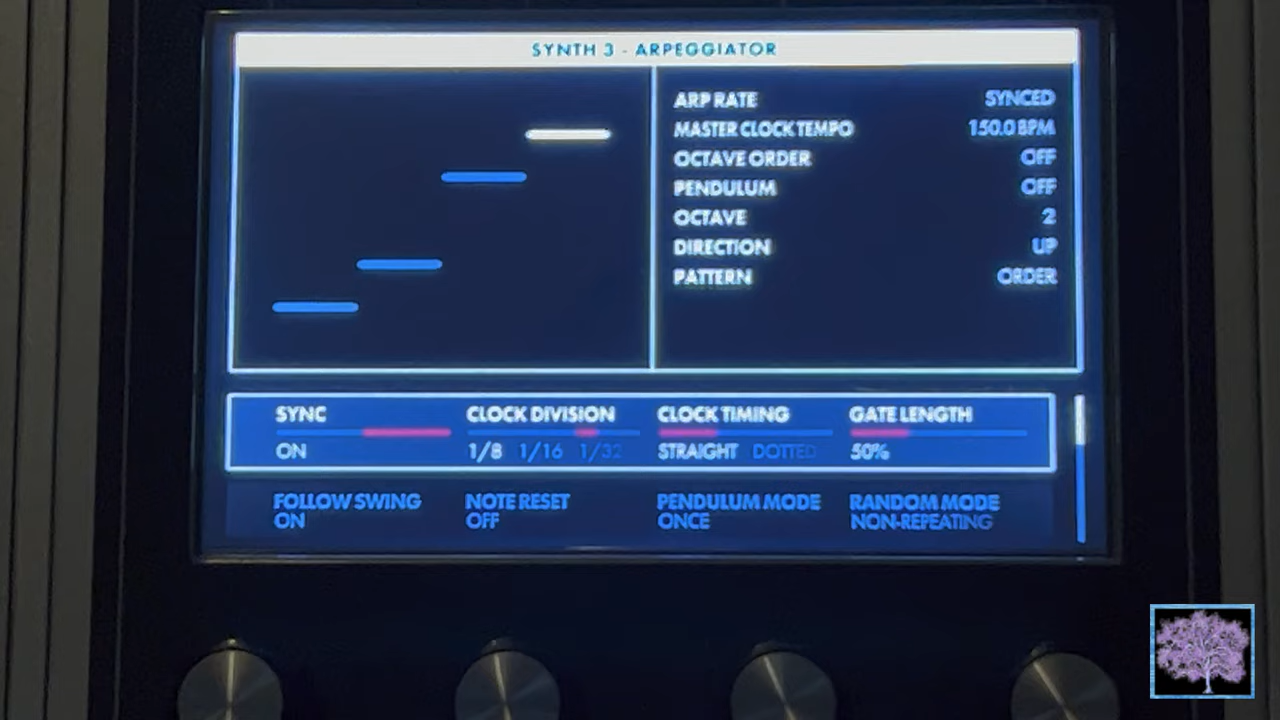 SYNTH 3 - ARPEGGIATOR
ARP RATE SYNCED
MASTER CLOCK TEMPO 150.0 BPM
OCTAVE ORDER OFF
PENDULUM OFF
OCTAVE 2
DIRECTION UP
PATTERN ORDER
SYNC CLOCK DIVISION CLOCK TIMING GATE LENGTH
ON 1/8 1/16 1/32 STRAIGHT DOTTED 50%
FOLLOW SWING NOTE RESET PENDULUM MODE RANDOM MODE
ON OFF ONCE NON-REPEATING